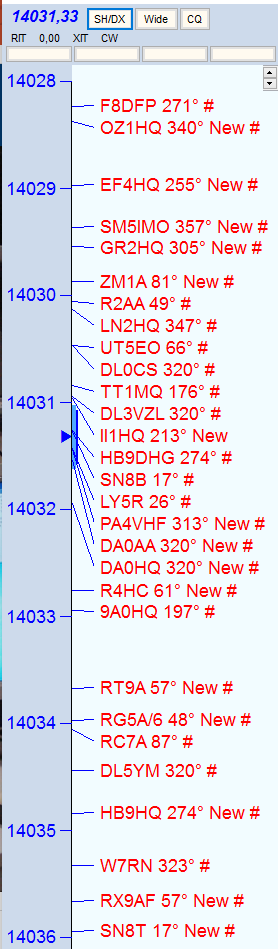 14031,33 SH/DX Wide CQ
RIT 0,00 XIT CW
14028
F8DFP 271° #
OZ1HQ 340° New #
14029
EF4HQ 255° New #
SM5IMO 357° New #
GR2HQ 305° New #
ZM1A 81° New #
14030
R2AA 49° #
LN2HQ 347° #
UT5EO 66° #
DL0CS 320° #
TT1MQ 176° #
14031
DL3VZL 320° #
II1HQ 213° New
HB9DHG 274° #
SN8B 17° #
LY5R 26° #
14032
PA4VHF 313° New #
DA0AA 320° New #
DA0HQ 320° New #
R4HC 61° New #
9A0HQ 197° #
14033
RT9A 57° New #
RG5A/6 48° New #
14034
RC7A 87° #
DL5YM 320° #
HB9HQ 274° New #
14035
W7RN 323° #
RX9AF 57° New #
SN8T 17° New #
14036